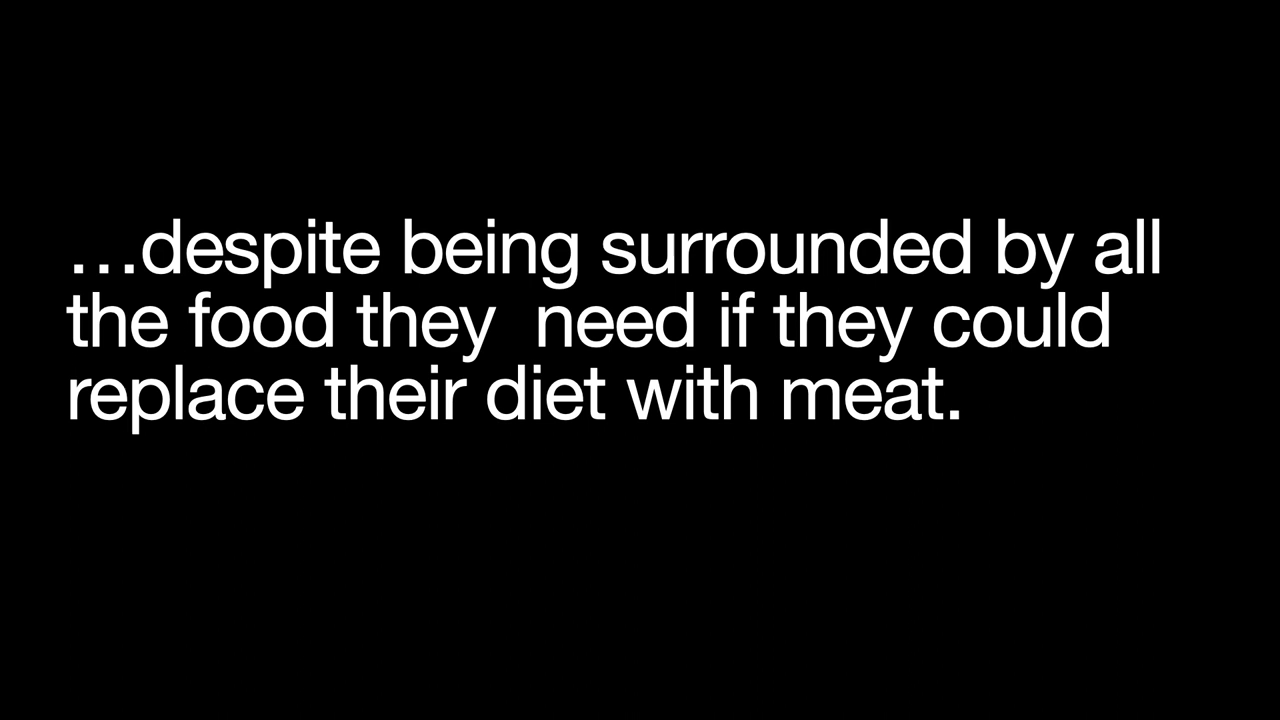 …despite being surrounded by all
the food they  need if they could
replace their diet with meat.